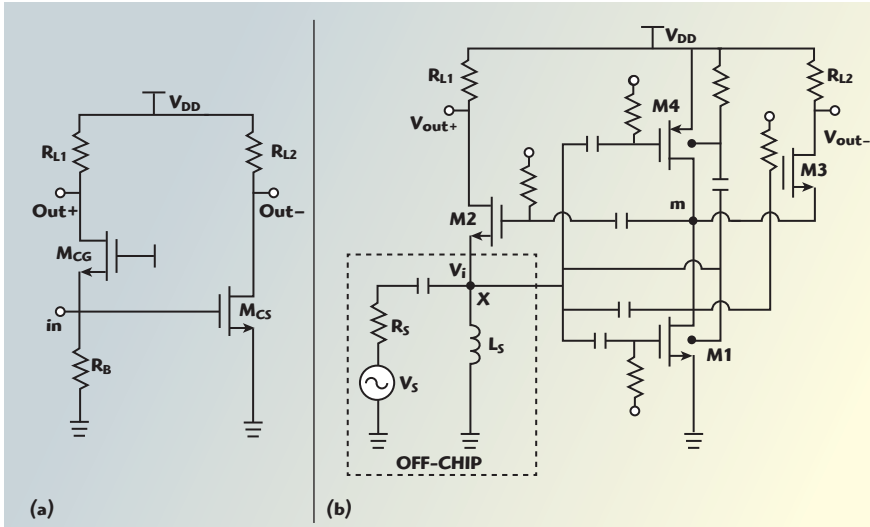 VDD
RL1
RL2
Out+
Out−
MCG
in
MCS
RB
(a)
VDD
RL1
RL2
M4
Vout+
Vout−
M3
m
M2
Vi
X
RS
LS
VS
M1
OFF-CHIP
(b)